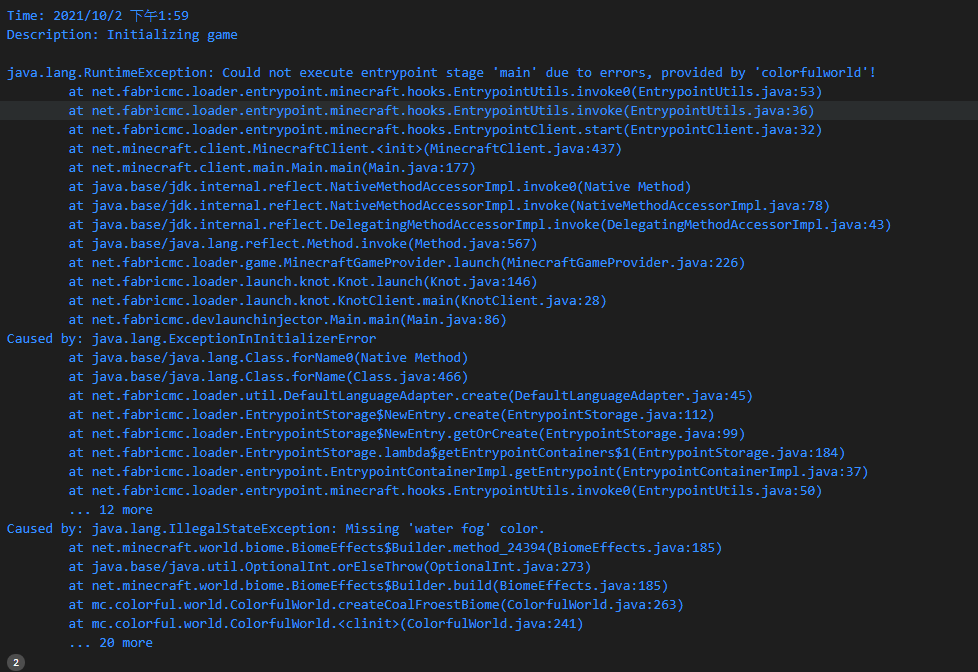 Time: 2021/10/2 下午1:59
Description: Initializing game
java.lang.RuntimeException: Could not execute entrypoint stage 'main' due to errors, provided by 'colorfulworld'!
at net.fabricmc.loader.entrypoint.minecraft.hooks.EntrypointUtils.invoke0(EntrypointUtils.java:53)
at net.fabricmc.loader.entrypoint.minecraft.hooks.EntrypointUtils.invoke(EntrypointUtils.java:36)
at net.fabricmc.loader.entrypoint.minecraft.hooks.EntrypointClient.start(EntrypointClient.java:32)
at net.minecraft.client.MinecraftClient.<init>(MinecraftClient.java:437)
at net.minecraft.client.main.Main.main(Main.java:177)
at java.base/jdk.internal.reflect.NativeMethodAccessorImpl.invoke0(Native Method)
at java.base/jdk.internal.reflect.NativeMethodAccessorImpl.invoke(NativeMethodAccessorImpl.java:78)
at java.base/jdk.internal.reflect.DelegatingMethodAccessorImpl.invoke(DelegatingMethodAccessorImpl.java:43)
at java.base/java.lang.reflect.Method.invoke(Method.java:567)
at net.fabricmc.loader.game.MinecraftGameProvider.launch(MinecraftGameProvider.java:226)
at net.fabricmc.loader.launch.knot.Knot.launch(Knot.java:146)
at net.fabricmc.loader.launch.knot.KnotClient.main(KnotClient.java:28)
at net.fabricmc.devlaunchinjector.Main.main(Main.java:86)
Caused by: java.lang.ExceptionInInitializerError
at java.base/java.lang.Class.forName0(Native Method)
at java.base/java.lang.Class.forName(Class.java:466)
at net.fabricmc.loader.util.DefaultLanguageAdapter.create(DefaultLanguageAdapter.java:45)
at net.fabricmc.loader.EntrypointStorage$NewEntry.create(EntrypointStorage.java:112)
at net.fabricmc.loader.EntrypointStorage$NewEntry.getOrCreate(EntrypointStorage.java:99)
at net.fabricmc.loader.EntrypointStorage.lambda$getEntrypointContainers$1(EntrypointStorage.java:184)
at net.fabricmc.loader.entrypoint.EntrypointContainerImpl.getEntrypoint(EntrypointContainerImpl.java:37)
at net.fabricmc.loader.entrypoint.minecraft.hooks.EntrypointUtils.invoke0(EntrypointUtils.java:50)
... 12 more
Caused by: java.lang.IllegalStateException: Missing 'water fog' color.
at net.minecraft.world.biome.BiomeEffects$Builder.method_24394(BiomeEffects.java:185)
at java.base/java.util.OptionalInt.orElseThrow(OptionalInt.java:273)
at net.minecraft.world.biome.BiomeEffects$Builder.build(BiomeEffects.java:185)
at mc.colorful.world.ColorfulWorld.createCoalFroestBiome(ColorfulWorld.java:263)
at mc.colorful.world.ColorfulWorld.<clinit>(ColorfulWorld.java:241)
... 20 more
2